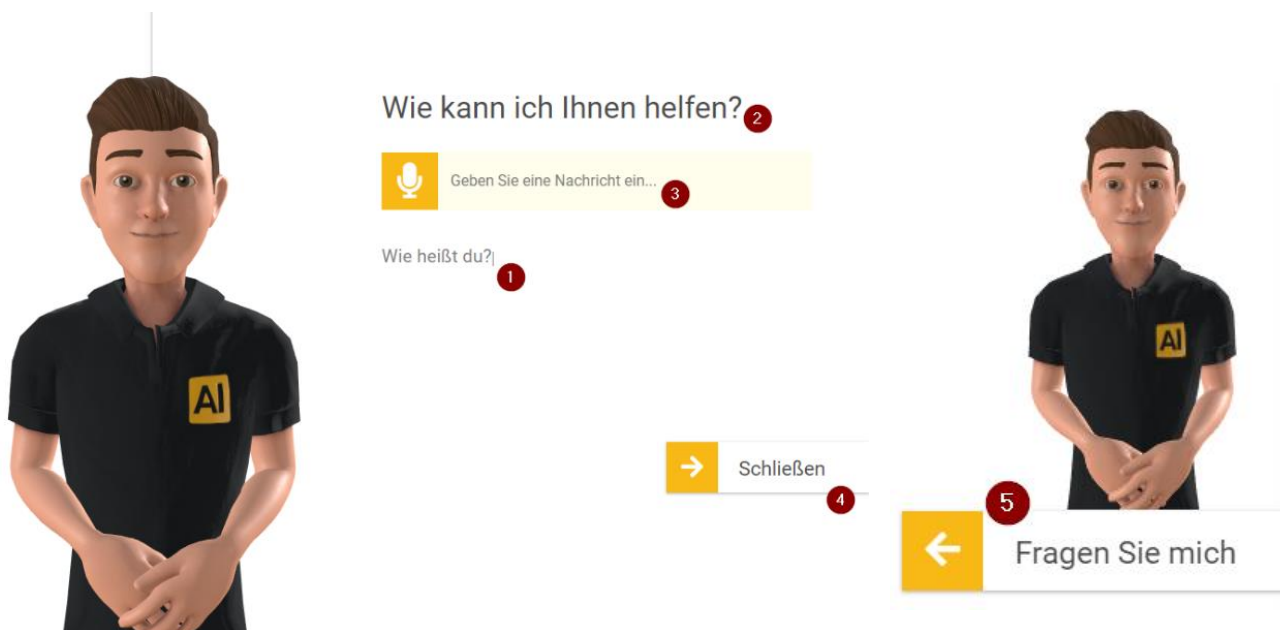 Wie kann ich Ihnen helfen? 2
Geben Sie eine Nachricht ein... 3
Wie heißt du? 1
AI
Schließen
4
AI
5
Fragen Sie mich